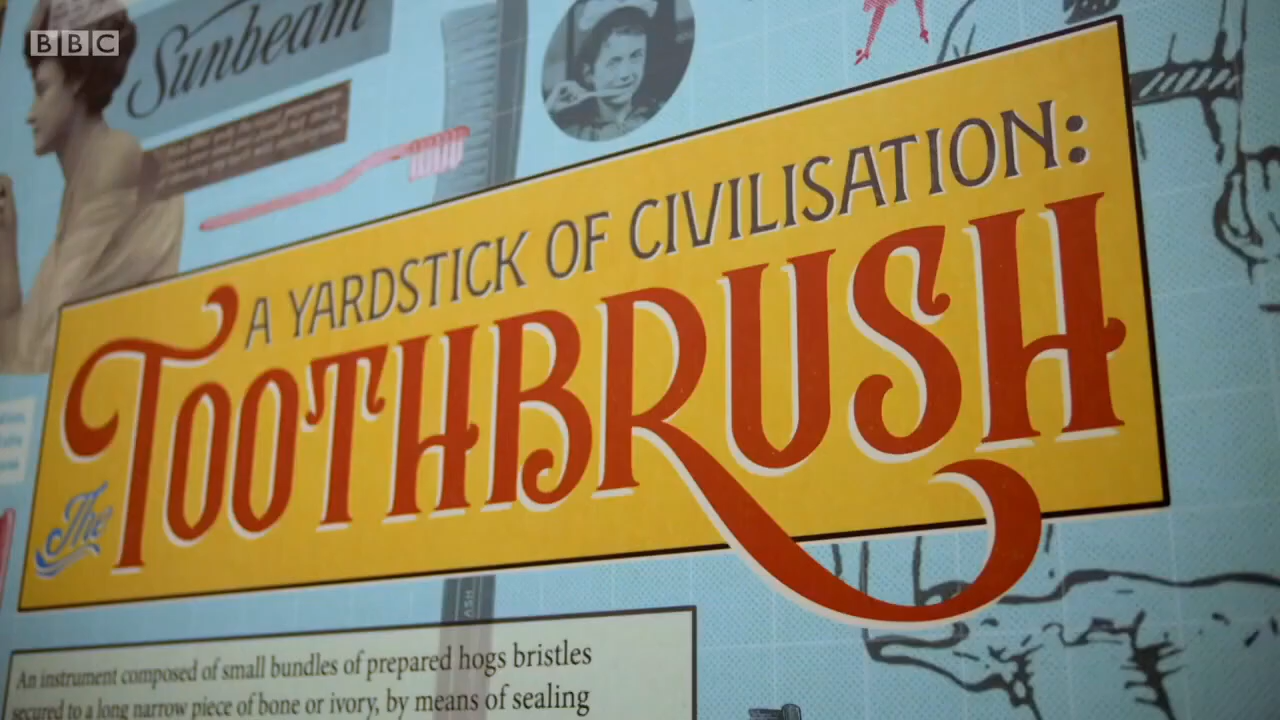 BBC
Sunbeam
A YARDSTICK OF CIVILISATION:
The TOOTHBRUSH
ASH
An instrument composed of small bundles of prepared hogs bristles
secured to a long narrow piece of bone or ivory, by means of sealing